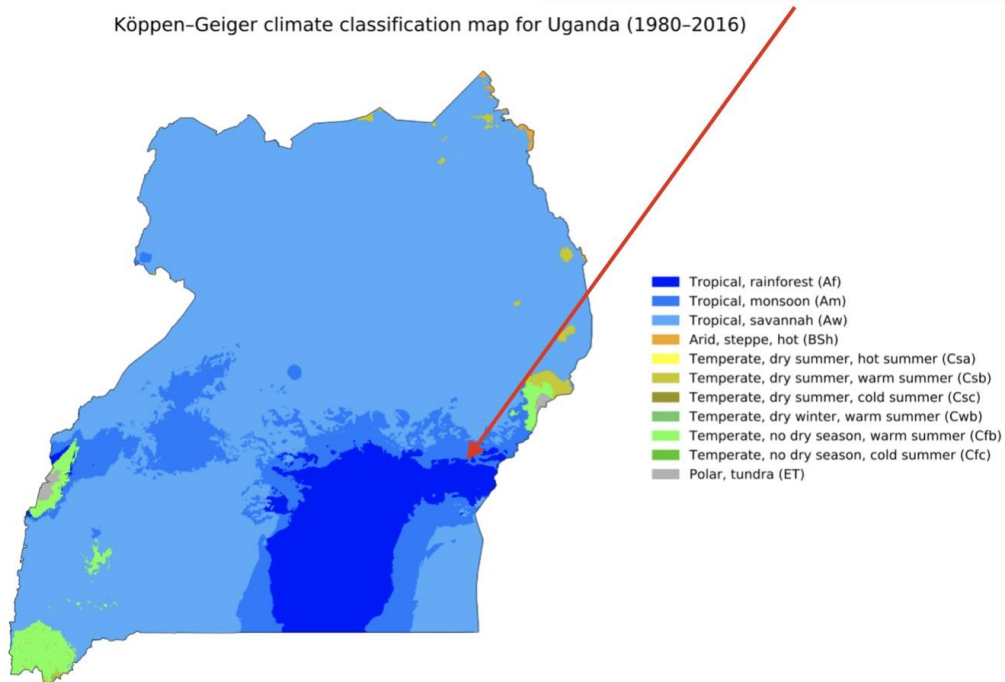 Köppen–Geiger climate classification map for Uganda (1980–2016)
Tropical, rainforest (Af)
Tropical, monsoon (Am)
Tropical, savannah (Aw)
Arid, steppe, hot (BSh)
Temperate, dry summer, hot summer (Csa)
Temperate, dry summer, warm summer (Csb)
Temperate, dry summer, cold summer (Csc)
Temperate, dry winter, warm summer (Cwb)
Temperate, no dry season, warm summer (Cfb)
Temperate, no dry season, cold summer (Cfc)
Polar, tundra (ET)